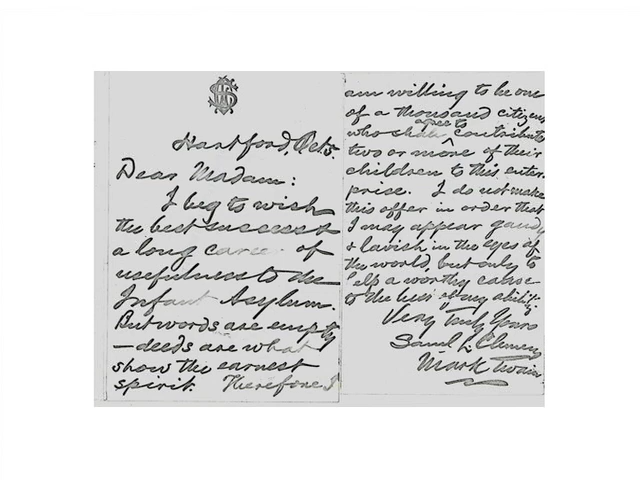 Hartford, Oct 5.
Dear Madam:
I beg to wish
the best success &
a long career of
usefulness to the
Infant Asylum.
But words are empty
— deeds are what
show the earnest
spirit. Therefore I
am willing to be one
of a thousand citizens
agree to
who shall contribute
two or more of their
children to this enter-
prise. I do not make
this offer in order that
I may appear gaudy
& lavish in the eyes of
the world, but only to
help a worthy cause
to the best of my ability.
Very Truly Yours
Saml L Clemens
Mark Twain